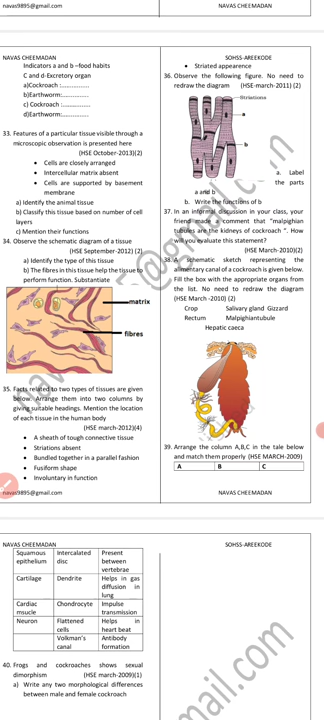 navas9895@gmail.com NAVAS CHEEMADAN
NAVAS CHEEMADAN SOHSS-AREEKODE
Indicators a and b –food habits
C and d-Excretory organ
a)Cockroach :...............
b)Earthworm:...............
c) Cockroach :................
d)Earthworm:...............
33. Features of a particular tissue visible through a
microscopic observation is presented here
(HSE October-2013)(2)
• Cells are closely arranged
• Intercellular matrix absent
• Cells are supported by basement
membrane
a) Identify the animal tissue
b) Classify this tissue based on number of cell
layers
c) Mention their functions
34. Observe the schematic diagram of a tissue
(HSE September-2012) (2)
a) Identify the type of this tissue
b) The fibres in this tissue help the tissue to
perform function. Substantiate
matrix
fibres
35. Facts related to two types of tissues are given
below. Arrange them into two columns by
giving suitable headings. Mention the location
of each tissue in the human body
(HSE march-2012)(4)
• A sheath of tough connective tissue
• Striations absent
• Bundled together in a parallel fashion
• Fusiform shape
• Involuntary in function
• Striated appearence
36. Observe the following figure. No need to
redraw the diagram (HSE-march-2011) (2)
Striations
a
b
a. Label
the parts
a and b
b. Write the functions of b
37. In an informal discussion in your class, your
friend made a comment that "malpighian
tubules are the kidneys of cockroach ". How
will you evaluate this statement?
(HSE March-2010)(2)
38. A schematic sketch representing the
alimentary canal of a cockroach is given below.
Fill the box with the appropriate organs from
the list. No need to redraw the diagram
(HSE March -2010) (2)
Crop Salivary gland Gizzard
Rectum Malpighiantubule
Hepatic caeca
39. Arrange the column A,B,C in the tale below
and match them properly (HSE MARCH-2009)
A B C
navas9895@gmail.com NAVAS CHEEMADAN
NAVAS CHEEMADAN SOHSS-AREEKODE
Squamous epithelium Intercalated disc Present between vertebrae
Cartilage Dendrite Helps in gas diffusion in lung
Cardiac msucle Chondrocyte Impulse transmission
Neuron Flattened cells Helps in heart beat
Volkman's canal Antibody formation
40. Frogs and cockroaches shows sexual
dimorphism (HSE march-2009)(1)
a) Write any two morphological differences
between male and female cockroach